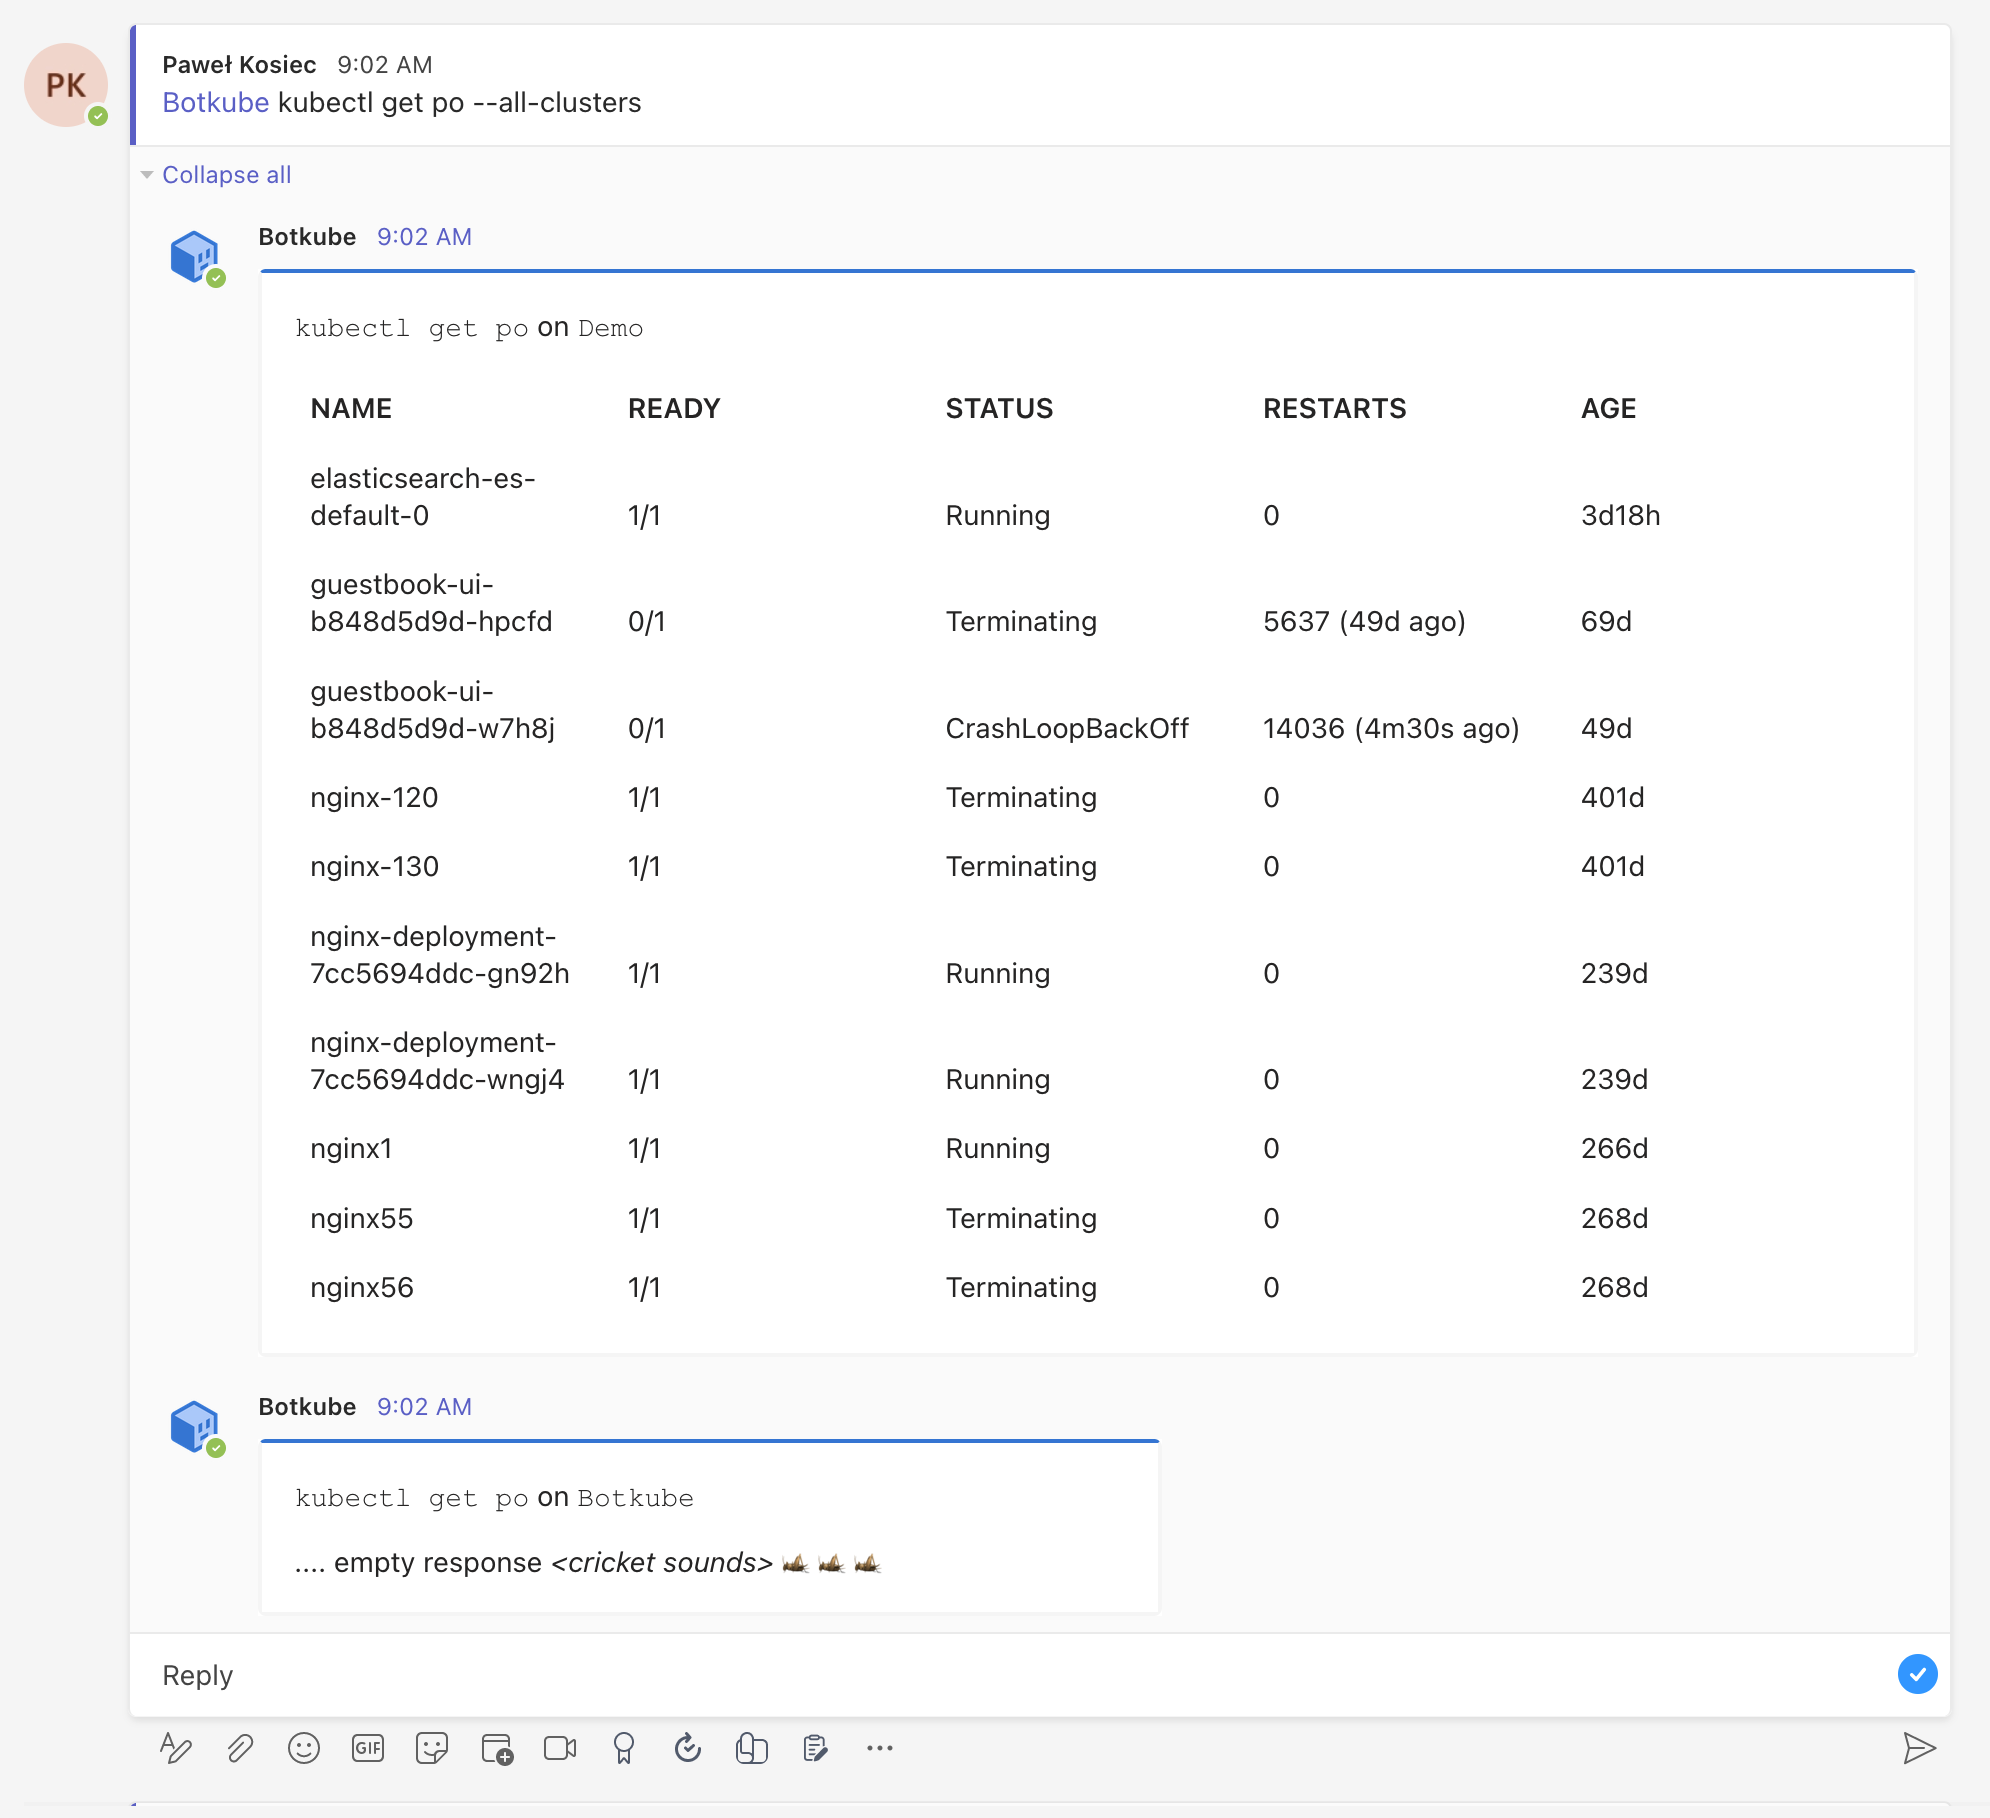 PK
Paweł Kosiec 9:02 AM
Botkube kubectl get po --all-clusters
Collapse all
Botkube 9:02 AM
kubectl get po on Demo
NAME READY STATUS RESTARTS AGE
elasticsearch-es-
default-0 1/1 Running 0 3d18h
guestbook-ui-
b848d5d9d-hpcfd 0/1 Terminating 5637 (49d ago) 69d
guestbook-ui-
b848d5d9d-w7h8j 0/1 CrashLoopBackOff 14036 (4m30s ago) 49d
nginx-120 1/1 Terminating 0 401d
nginx-130 1/1 Terminating 0 401d
nginx-deployment-
7cc5694ddc-gn92h 1/1 Running 0 239d
nginx-deployment-
7cc5694ddc-wngj4 1/1 Running 0 239d
nginx1 1/1 Running 0 266d
nginx55 1/1 Terminating 0 268d
nginx56 1/1 Terminating 0 268d
Botkube 9:02 AM
kubectl get po on Botkube
.... empty response <cricket sounds> 🦗 🦗 🦗
Reply
GIF